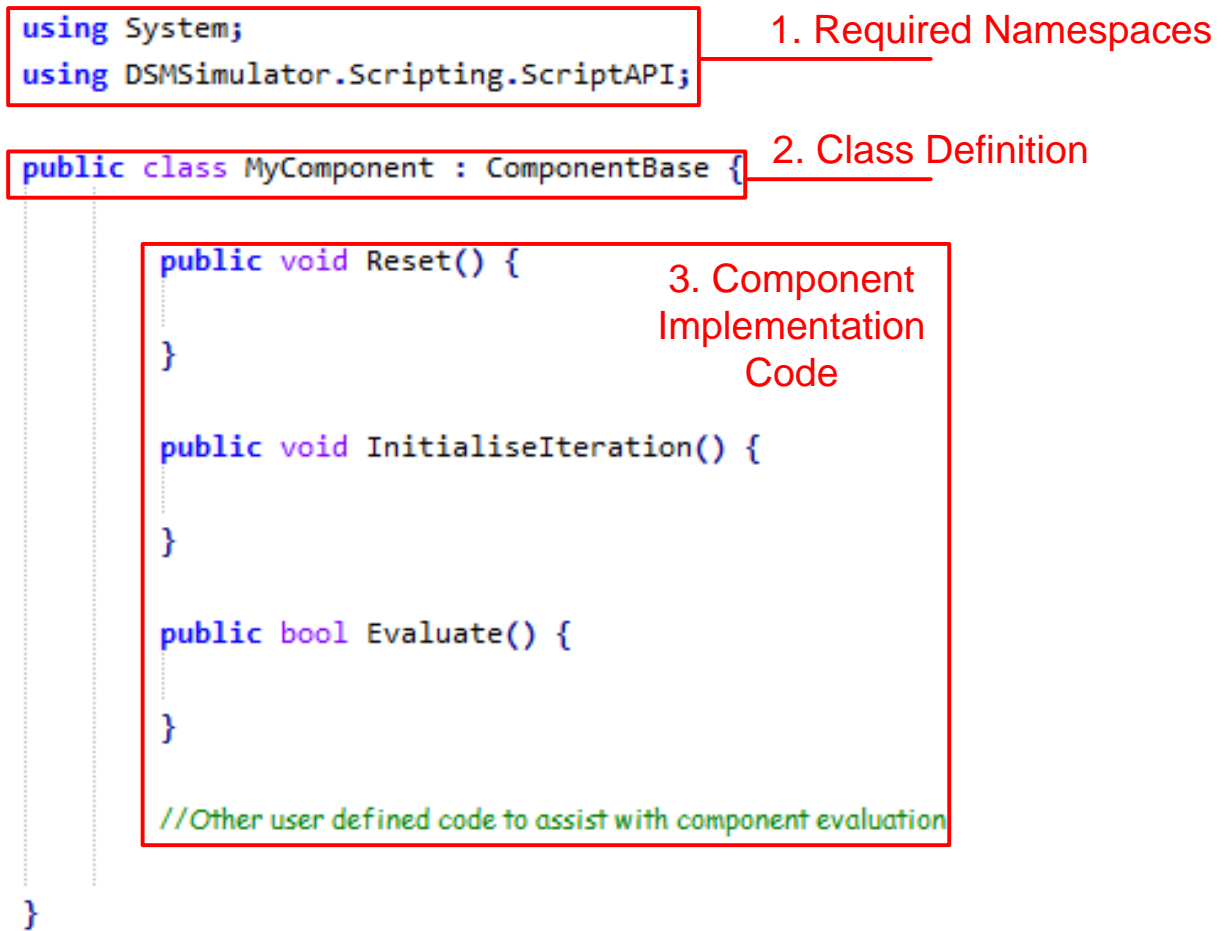 using System;
1. Required Namespaces
using DSMSimulator.Scripting.ScriptAPI;
2. Class Definition
public class MyComponent : ComponentBase {
public void Reset() {
3. Component
Implementation
Code
}
public void InitialiseIteration() {
}
public bool Evaluate() {
}
//Other user defined code to assist with component evaluation
}